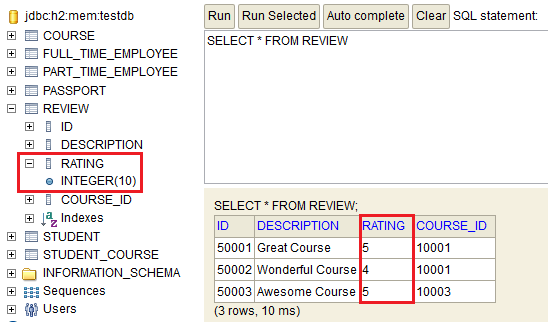 jdbc:h2:mem:testdb
COURSE
FULL_TIME_EMPLOYEE
PART_TIME_EMPLOYEE
PASSPORT
REVIEW
ID
DESCRIPTION
RATING
INTEGER(10)
COURSE_ID
Indexes
STUDENT
STUDENT_COURSE
INFORMATION_SCHEMA
Sequences
Users
Run Run Selected Auto complete Clear SQL statement:
SELECT * FROM REVIEW
SELECT * FROM REVIEW;
ID DESCRIPTION RATING COURSE_ID
50001 Great Course 5 10001
50002 Wonderful Course 4 10001
50003 Awesome Course 5 10003
(3 rows, 10 ms)